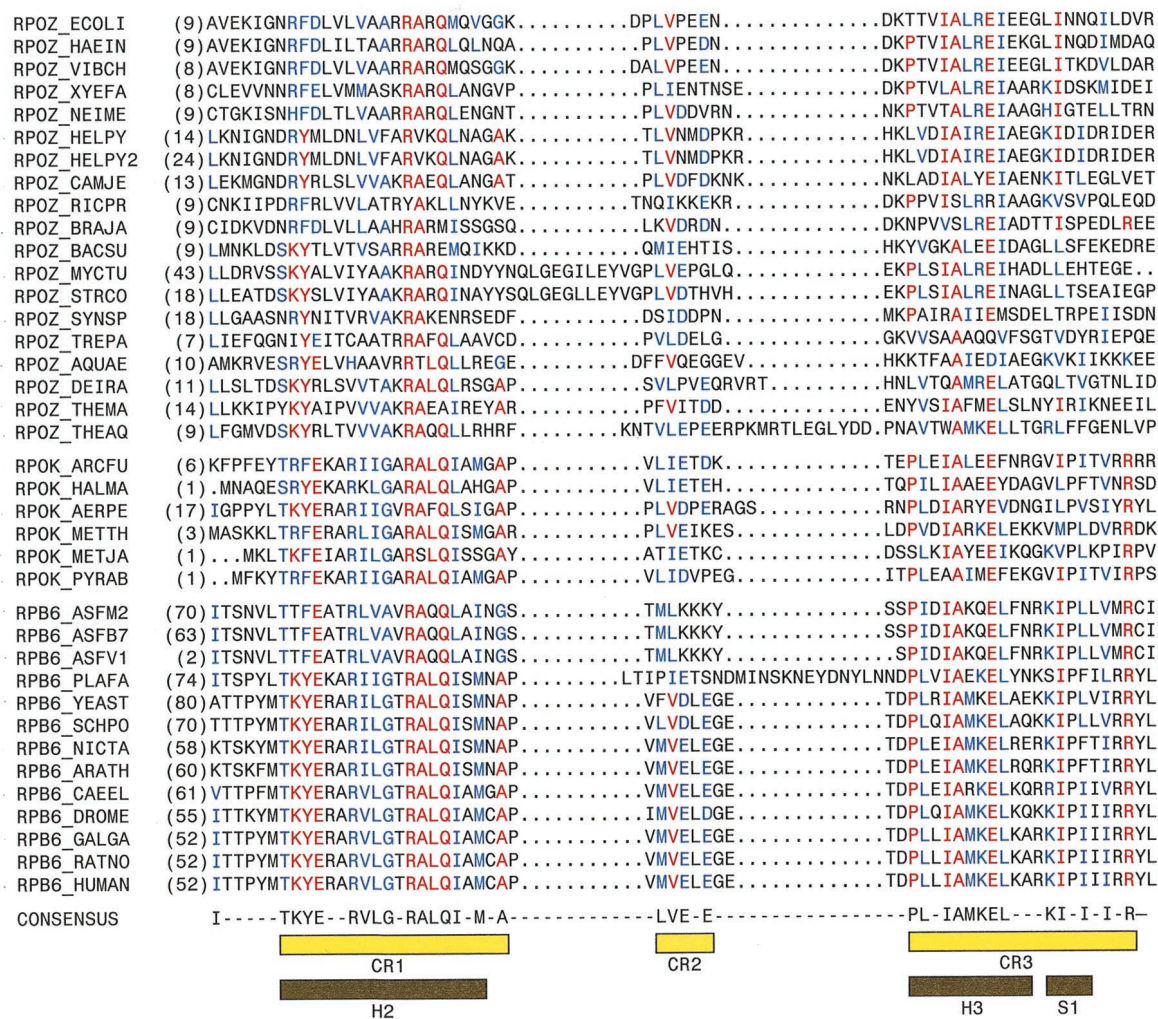 RPOZ_ECOLI (9)AVEKIGNRFDLVLVAARRARQMQVGGK..........DPLVPEEN............DKTTVIALREIEEGLINNQILDVR
RPOZ_HAEIN (9)AVEKIGNRFDLILTAARRARQLQLNQA...........PLVPEDN............DKPTVIALREIEKGLINQDIMDAQ
RPOZ_VIBCH (8)AVEKIGNRFDLVLVAARRARQMQSGGK..........DALVPEEN............DKPTVIALREIEEGLITKDVLDAR
RPOZ_XYEFA (8)CLEVVNNRFELVMMASKRARQLANGVP...........PLIENTNSE..........DKPTVLALREIAARKIDSKMIDEI
RPOZ_NEIME (9)CTGKISNHFDLTLVAARRARQLENGNT...........PLVDDVRN...........NKPTVTALREIAAGHIGTELLTRN
RPOZ_HELPY (14)LKNIGNDRYMLDNLVFARVKQLNAGAK...........TLVNMDPKR..........HKLVDIAIREIAEGKIDIDRIDER
RPOZ_HELPY2 (24)LKNIGNDRYMLDNLVFARVKQLNAGAK...........TLVNMDPKR..........HKLVDIAIREIAEGKIDIDRIDER
RPOZ_CAMJE (13)LEKMGNDRYRLSLVVAKRAEQLANGAT...........PLVDFDKNK..........NKLADIALYEIAENKITLEGLVET
RPOZ_RICPR (9)CNKIIPDRFRLVVLATRYAKLLNYKVE..........TNQIKKEKR...........DKPPVISLRRIAAGKVSVPQLEQD
RPOZ_BRAJA (9)CIDKVDNRFDLVLLAAHRARMISSGSQ...........LKVDRDN............DKNPVVSLREIADTTISPEDLREE
RPOZ_BACSU (9)LMNKLDSKYTLVTVSARRAREMQIKKD...........QMIEHTIS...........HKYVGKALEEIDAGLLSFEKEDRE
RPOZ_MYCTU (43)LLDRVSSKYALVIYAAKRARQINDYYNQLGEGILEYVGPLVEPGLQ...........EKPLSIALREIHADLLEHTEGE..
RPOZ_STRCO (18)LLEATDSKYSLVIYAAKRARQINAYYSQLGEGLLEYVGPLVDTHVH...........EKPLSIALREINAGLLTSEAIEGP
RPOZ_SYNSP (18)LLGAASNRYNITVRVAKRAKENRSEDF...........DSIDDPN............MKPAIRAIIEMSDELTRPEIISDN
RPOZ_TREPA (7)LIEFQGNIYEITCAATRRAFQLAAVCD...........PVLDELG............GKVVSAAAQQVFSGTVDYRIEPQE
RPOZ_AQUAE (10)AMKRVESRYELVHAAVRRTLQLLREGE..........DFFVQEGGEV..........HKKTFAAIEDIAEGKVKIIKKKEE
RPOZ_DEIRA (11)LLSLTDSKYRLSVVTAKRALQLRSGAP...........SVLPVEQRVRT........HNLVTQAMRELATGQLTVGTNLID
RPOZ_THEMA (14)LLKKIPYKYAIPVVVAKRAEAIREYAR...........PFVITDD............ENYVSIAFMELSLNYIRIKNEEIL
RPOZ_THEAQ (9)LFGMVDSKYRLTVVVAKRAQQLLRHRF.........KNTVLEPEERPKMRTLEGLYDD.PNAVTWAMKELLTGRLFFGENLVP
RPOK_ARCFU (6)KFPFEYTRFEKARIIGARALQIAMGAP...........VLIETDK............TEPLEIALEEFNRGVIPITVRRRR
RPOK_HALMA (1).MNAQESRYEKARKLGARALQLAHGAP...........VLIETEH............TQPILIAAEEYDAGVLPFTVNRSD
RPOK_AERPE (17)IGPPYLTKYEKARIIGVRAFQLSIGAP...........PLVDPERAGS.........RNPLDIARYEVDNGILPVSIYRYL
RPOK_METTH (3)MASKKLTRFERARLIGARALQISMGAR...........PLVEIKES...........LDPVDIARKELEKKVMPLDVRRDK
RPOK_METJA (1)...MKLTKFEIARILGARSLQISSGAY...........ATIETKC............DSSLKIAYEEIKQGKVPLKPIRPV
RPOK_PYRAB (1)..MFKYTRFEKARIIGARALQIAMGAP...........VLIDVPEG...........ITPLEAAIMEFEKGVIPITVIRPS
RPB6_ASFM2 (70)ITSNVLTTFEATRLVAVRAQQLAINGS...........TMLKKKY............SSPIDIAKQELFNRKIPLLVMRCI
RPB6_ASFB7 (63)ITSNVLTTFEATRLVAVRAQQLAINGS...........TMLKKKY............SSPIDIAKQELFNRKIPLLVMRCI
RPB6_ASFV1 (2)ITSNVLTTFEATRLVAVRAQQLAINGS...........TMLKKKY.............SPIDIAKQELFNRKIPLLVMRCI
RPB6_PLAFA (74)ITSPYLTKYEKARIIGTRALQISMNAP.........LTIPIETSNDMINSKNEYDNYLNNDPLVIAEKELYNKSIPFILRRYL
RPB6_YEAST (80)ATTPYMTKYERARILGTRALQISMNAP...........VFVDLEGE...........TDPLRIAMKELAEKKIPLVIRRYL
RPB6_SCHPO (70)TTTPYMTKYERARILGTRALQISMNAP...........VLVDLEGE...........TDPLQIAMKELAQKKIPLLVRRYL
RPB6_NICTA (58)KTSKYMTKYERARILGTRALQISMNAP...........VMVELEGE...........TDPLEIAMKELRERKIPFTIRRYL
RPB6_ARATH (60)KTSKFMTKYERARILGTRALQISMNAP...........VMVELEGE...........TDPLEIAMKELRQRKIPFTIRRYL
RPB6_CAEEL (61)VTTPFMTKYERARVLGTRALQIAMGAP...........VMVELEGE...........TDPLEIARKELKQRRIPIIVRRYL
RPB6_DROME (55)ITTKYMTKYERARVLGTRALQIAMCAP...........IMVELDGE...........TDPLQIAMKELKQKKIPIIIRRYL
RPB6_GALGA (52)ITTPYMTKYERARVLGTRALQIAMCAP...........VMVELEGE...........TDPLLIAMKELKARKIPIIIRRYL
RPB6_RATNO (52)ITTPYMTKYERARVLGTRALQIAMCAP...........VMVELEGE...........TDPLLIAMKELKARKIPIIIRRYL
RPB6_HUMAN (52)ITTPYMTKYERARVLGTRALQIAMCAP...........VMVELEGE...........TDPLLIAMKELKARKIPIIIRRYL
CONSENSUS I-----TKYE--RVLG-RALQI-M-A------------LVE-E--------------PL-IAMKEL---KI-I-I-R—
CR1 CR2 CR3
H2 H3 S1